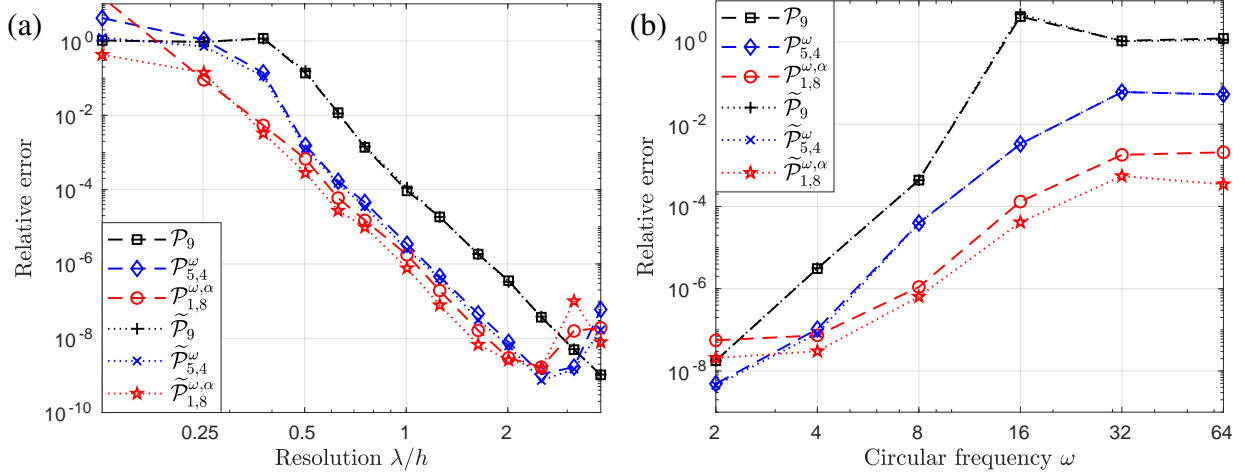 (a)
Relative error
10^0
10^-2
10^-4
10^-6
10^-8
10^-10
0.25
0.5
1
2
Resolution λ/h
𝒫_9
𝒫^ω_{5,4}
𝒫^{ω,α}_{1,8}
𝒫̃_9
𝒫̃^ω_{5,4}
𝒫̃^{ω,α}_{1,8}
(b)
Relative error
10^0
10^-2
10^-4
10^-6
10^-8
2
4
8
16
32
64
Circular frequency ω
𝒫_9
𝒫^ω_{5,4}
𝒫^{ω,α}_{1,8}
𝒫̃_9
𝒫̃^ω_{5,4}
𝒫̃^{ω,α}_{1,8}